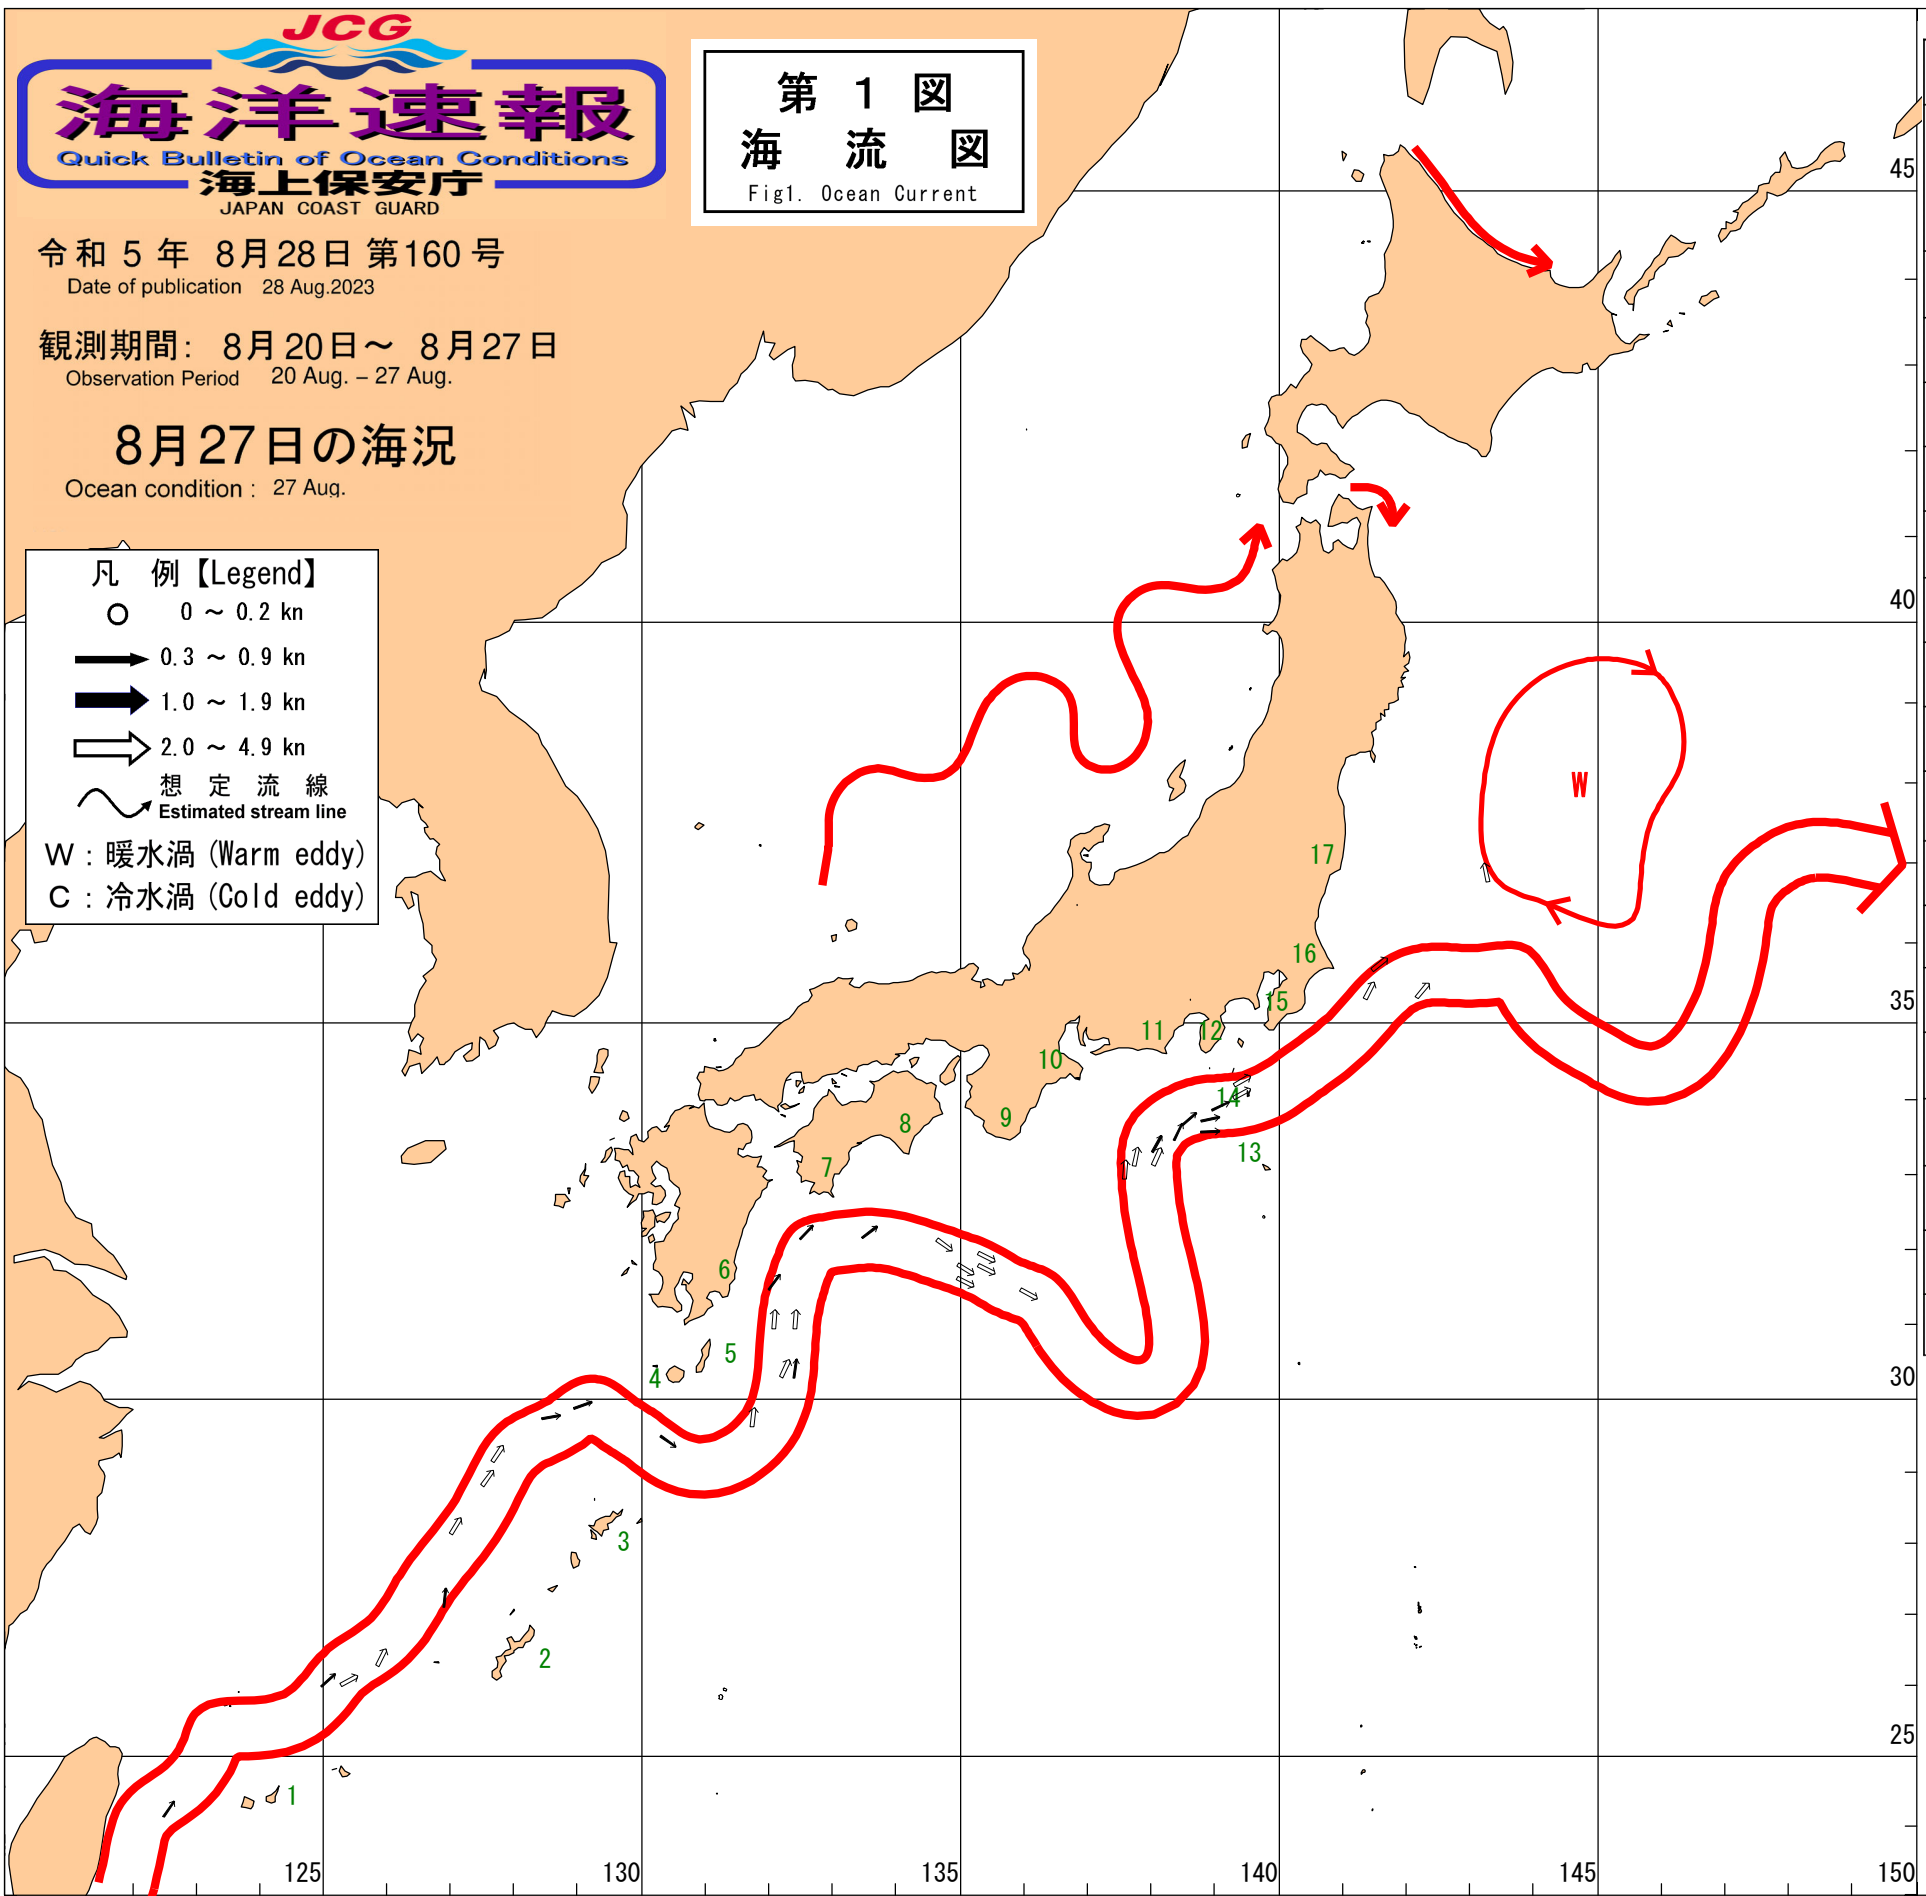 JCG
海洋速報
Quick Bulletin of Ocean Conditions
海上保安庁
JAPAN COAST GUARD
第 1 図
海 流 図
Fig1. Ocean Current
令和 5 年 8月28日 第160 号
Date of publication 28 Aug.2023
観測期間: 8月20日～ 8月27日
Observation Period 20 Aug. – 27 Aug.
8月27日の海況
Ocean condition : 27 Aug.
凡 例【Legend】
0 ～ 0.2 kn
0.3 ～ 0.9 kn
1.0 ～ 1.9 kn
2.0 ～ 4.9 kn
想 定 流 線
Estimated stream line
W : 暖水渦 (Warm eddy)
C : 冷水渦 (Cold eddy)
45
40
W
17
16
35
15
12
11
10
14
9
8
13
7
6
5
4
30
3
2
25
1
125
130
135
140
145
150